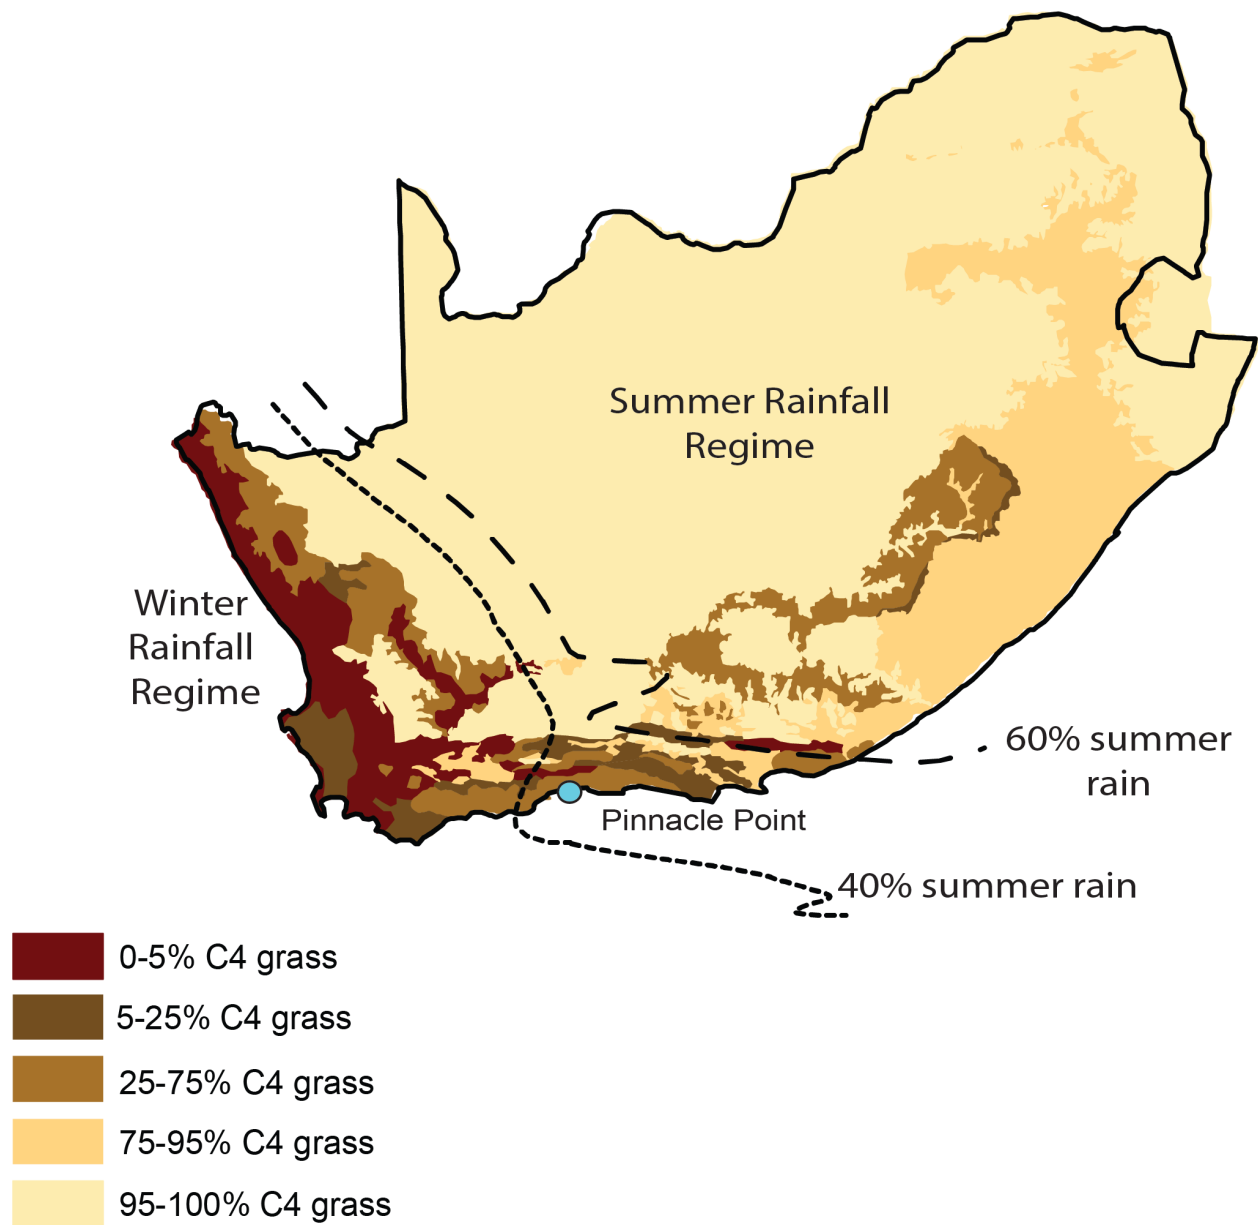 Summer Rainfall
Regime
Winter
Rainfall
Regime
60% summer
rain
Pinnacle Point
40% summer rain
0-5% C4 grass
5-25% C4 grass
25-75% C4 grass
75-95% C4 grass
95-100% C4 grass